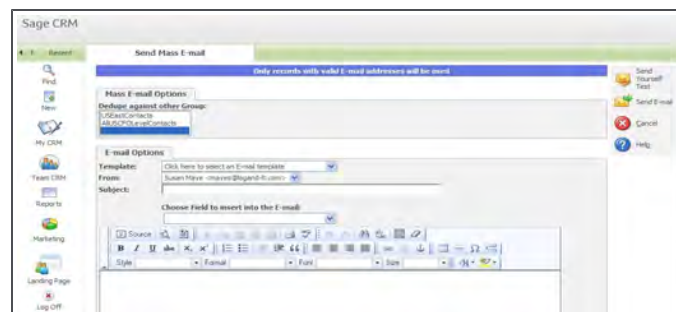 Sage CRM
Recent
Send Mass E-mail
Only records with valid E-mail addresses will be used
Find
New
My CRM
Team CRM
Reports
Marketing
Landing Page
Log Off
Mass E-mail Options
Dedupe against other Group:
USEastContacts
E-mail Options
Template:
Click here to select an E-mail template
From:
Susan Maye
Subject:
Choose Field to insert into the E-mail:
Source
B I U abc
Style
Format
Font
Size
Send Yourself Test
Send E-mail
Cancel
Help